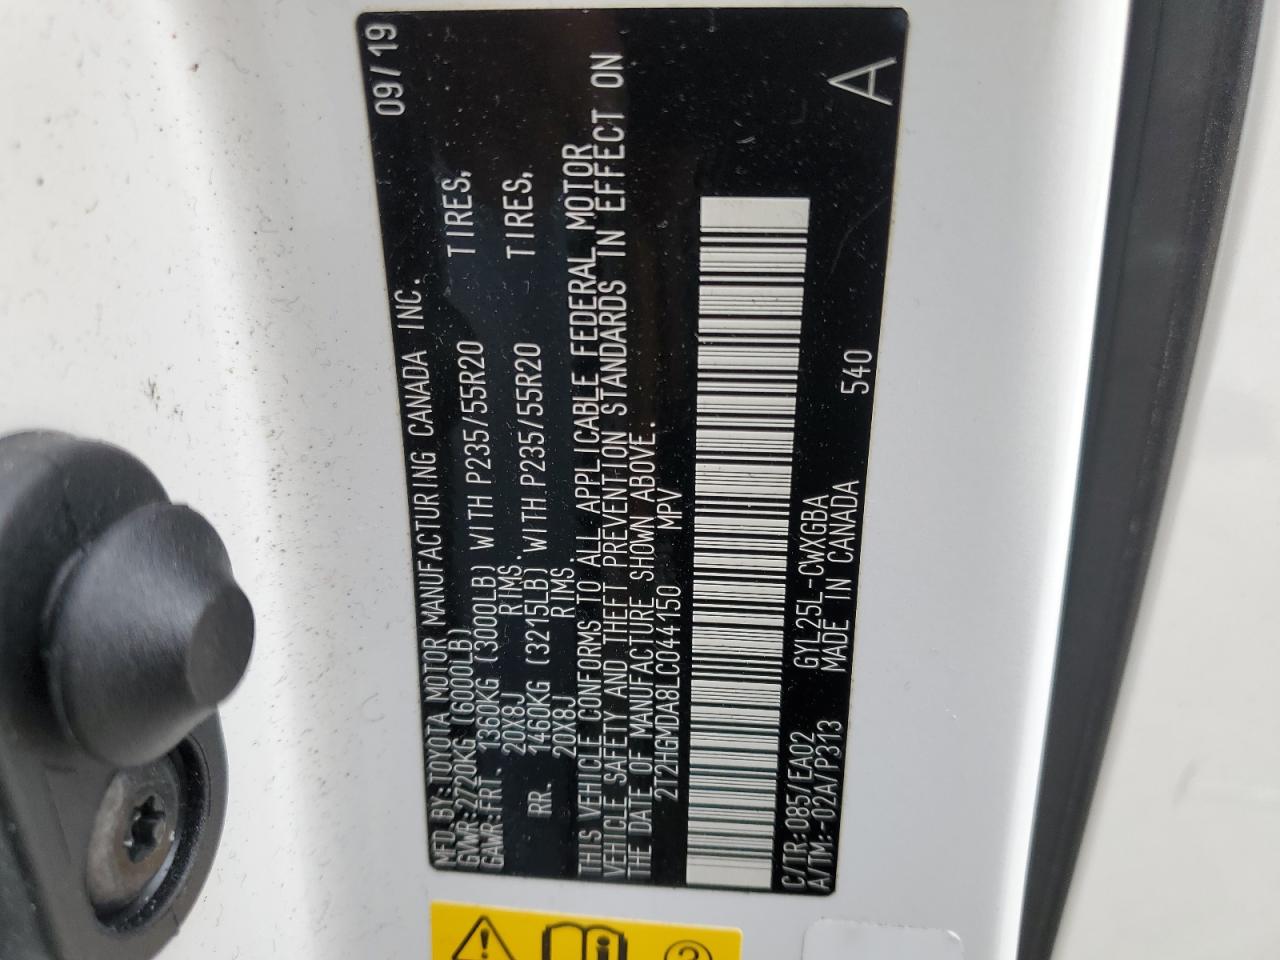 09/19
MFD. BY: TOYOTA MOTOR MANUFACTURING CANADA INC.
GVWR: 2720KG (6000LB)
GAWR: FRT. 1360KG (3000LB) WITH P235/55R20 TIRES,
20X8J RIMS.
RR. 1460KG (3215LB) WITH P235/55R20 TIRES,
20X8J RIMS
THIS VEHICLE CONFORMS TO ALL APPLICABLE FEDERAL MOTOR
VEHICLE SAFETY AND THEFT PREVENTION STANDARDS IN EFFECT ON
THE DATE OF MANUFACTURE SHOWN ABOVE.
2T2HGMDA8LC044150 MPV
C/TR: 085/EA02 GYL25L-CWXGBA
A/TM:-02A/P313 MADE IN CANADA 540
A